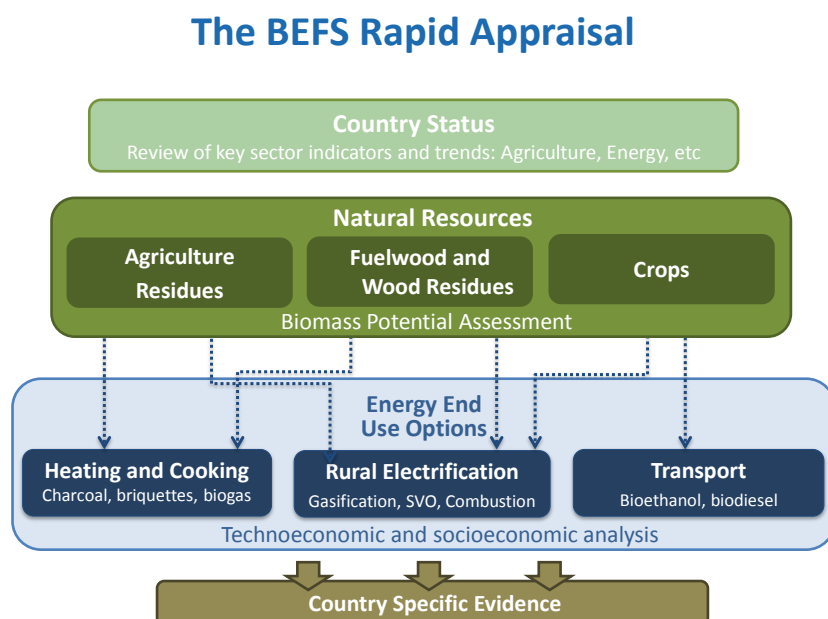 The BEFS Rapid Appraisal
Country Status
Review of key sector indicators and trends: Agriculture, Energy, etc
Natural Resources
Agriculture
Residues
Fuelwood and
Wood Residues
Crops
Biomass Potential Assessment
Energy End
Use Options
Heating and Cooking
Charcoal, briquettes, biogas
Rural Electrification
Gasification, SVO, Combustion
Transport
Bioethanol, biodiesel
Technoeconomic and socioeconomic analysis
Country Specific Evidence